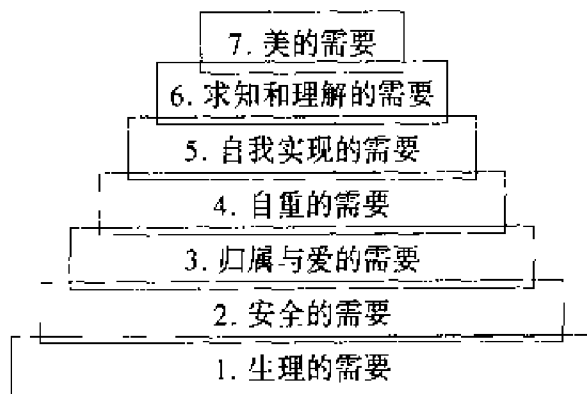 7. 美的需要
6. 求知和理解的需要
5. 自我实现的需要
4. 自重的需要
3. 归属与爱的需要
2. 安全的需要
1. 生理的需要